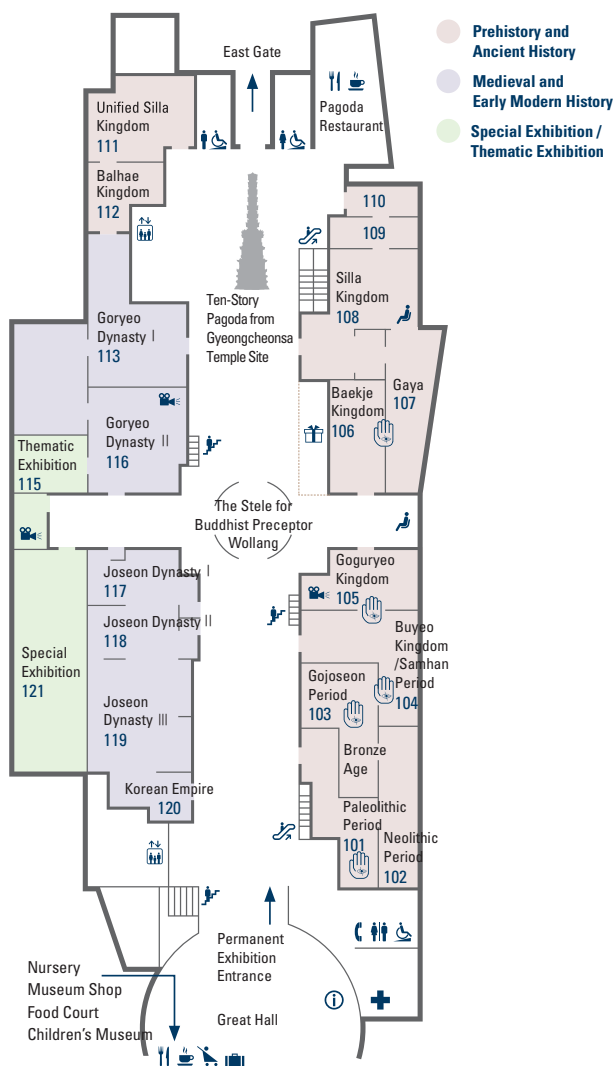 East Gate
Pagoda
Restaurant
Prehistory and
Ancient History
Medieval and
Early Modern History
Special Exhibition /
Thematic Exhibition
Unified Silla
Kingdom
111
Balhae
Kingdom
112
110
109
Silla
Kingdom
108
Ten-Story
Pagoda from
Gyeongcheonsa
Temple Site
Goryeo
Dynasty Ⅰ
113
Baekje
Kingdom
106
Gaya
107
Goryeo
Dynasty Ⅱ
116
Thematic
Exhibition
115
The Stele for
Buddhist Preceptor
Wollang
Joseon Dynasty Ⅰ
117
Joseon Dynasty Ⅱ
118
Goguryeo
Kingdom
105
Buyeo
Kingdom
/Samhan
Period
104
Special
Exhibition
121
Joseon
Dynasty Ⅲ
119
Gojoseon
Period
103
Bronze
Age
Korean Empire
120
Paleolithic
Period
101
Neolithic
Period
102
Permanent
Exhibition
Entrance
Great Hall
Nursery
Museum Shop
Food Court
Children's Museum